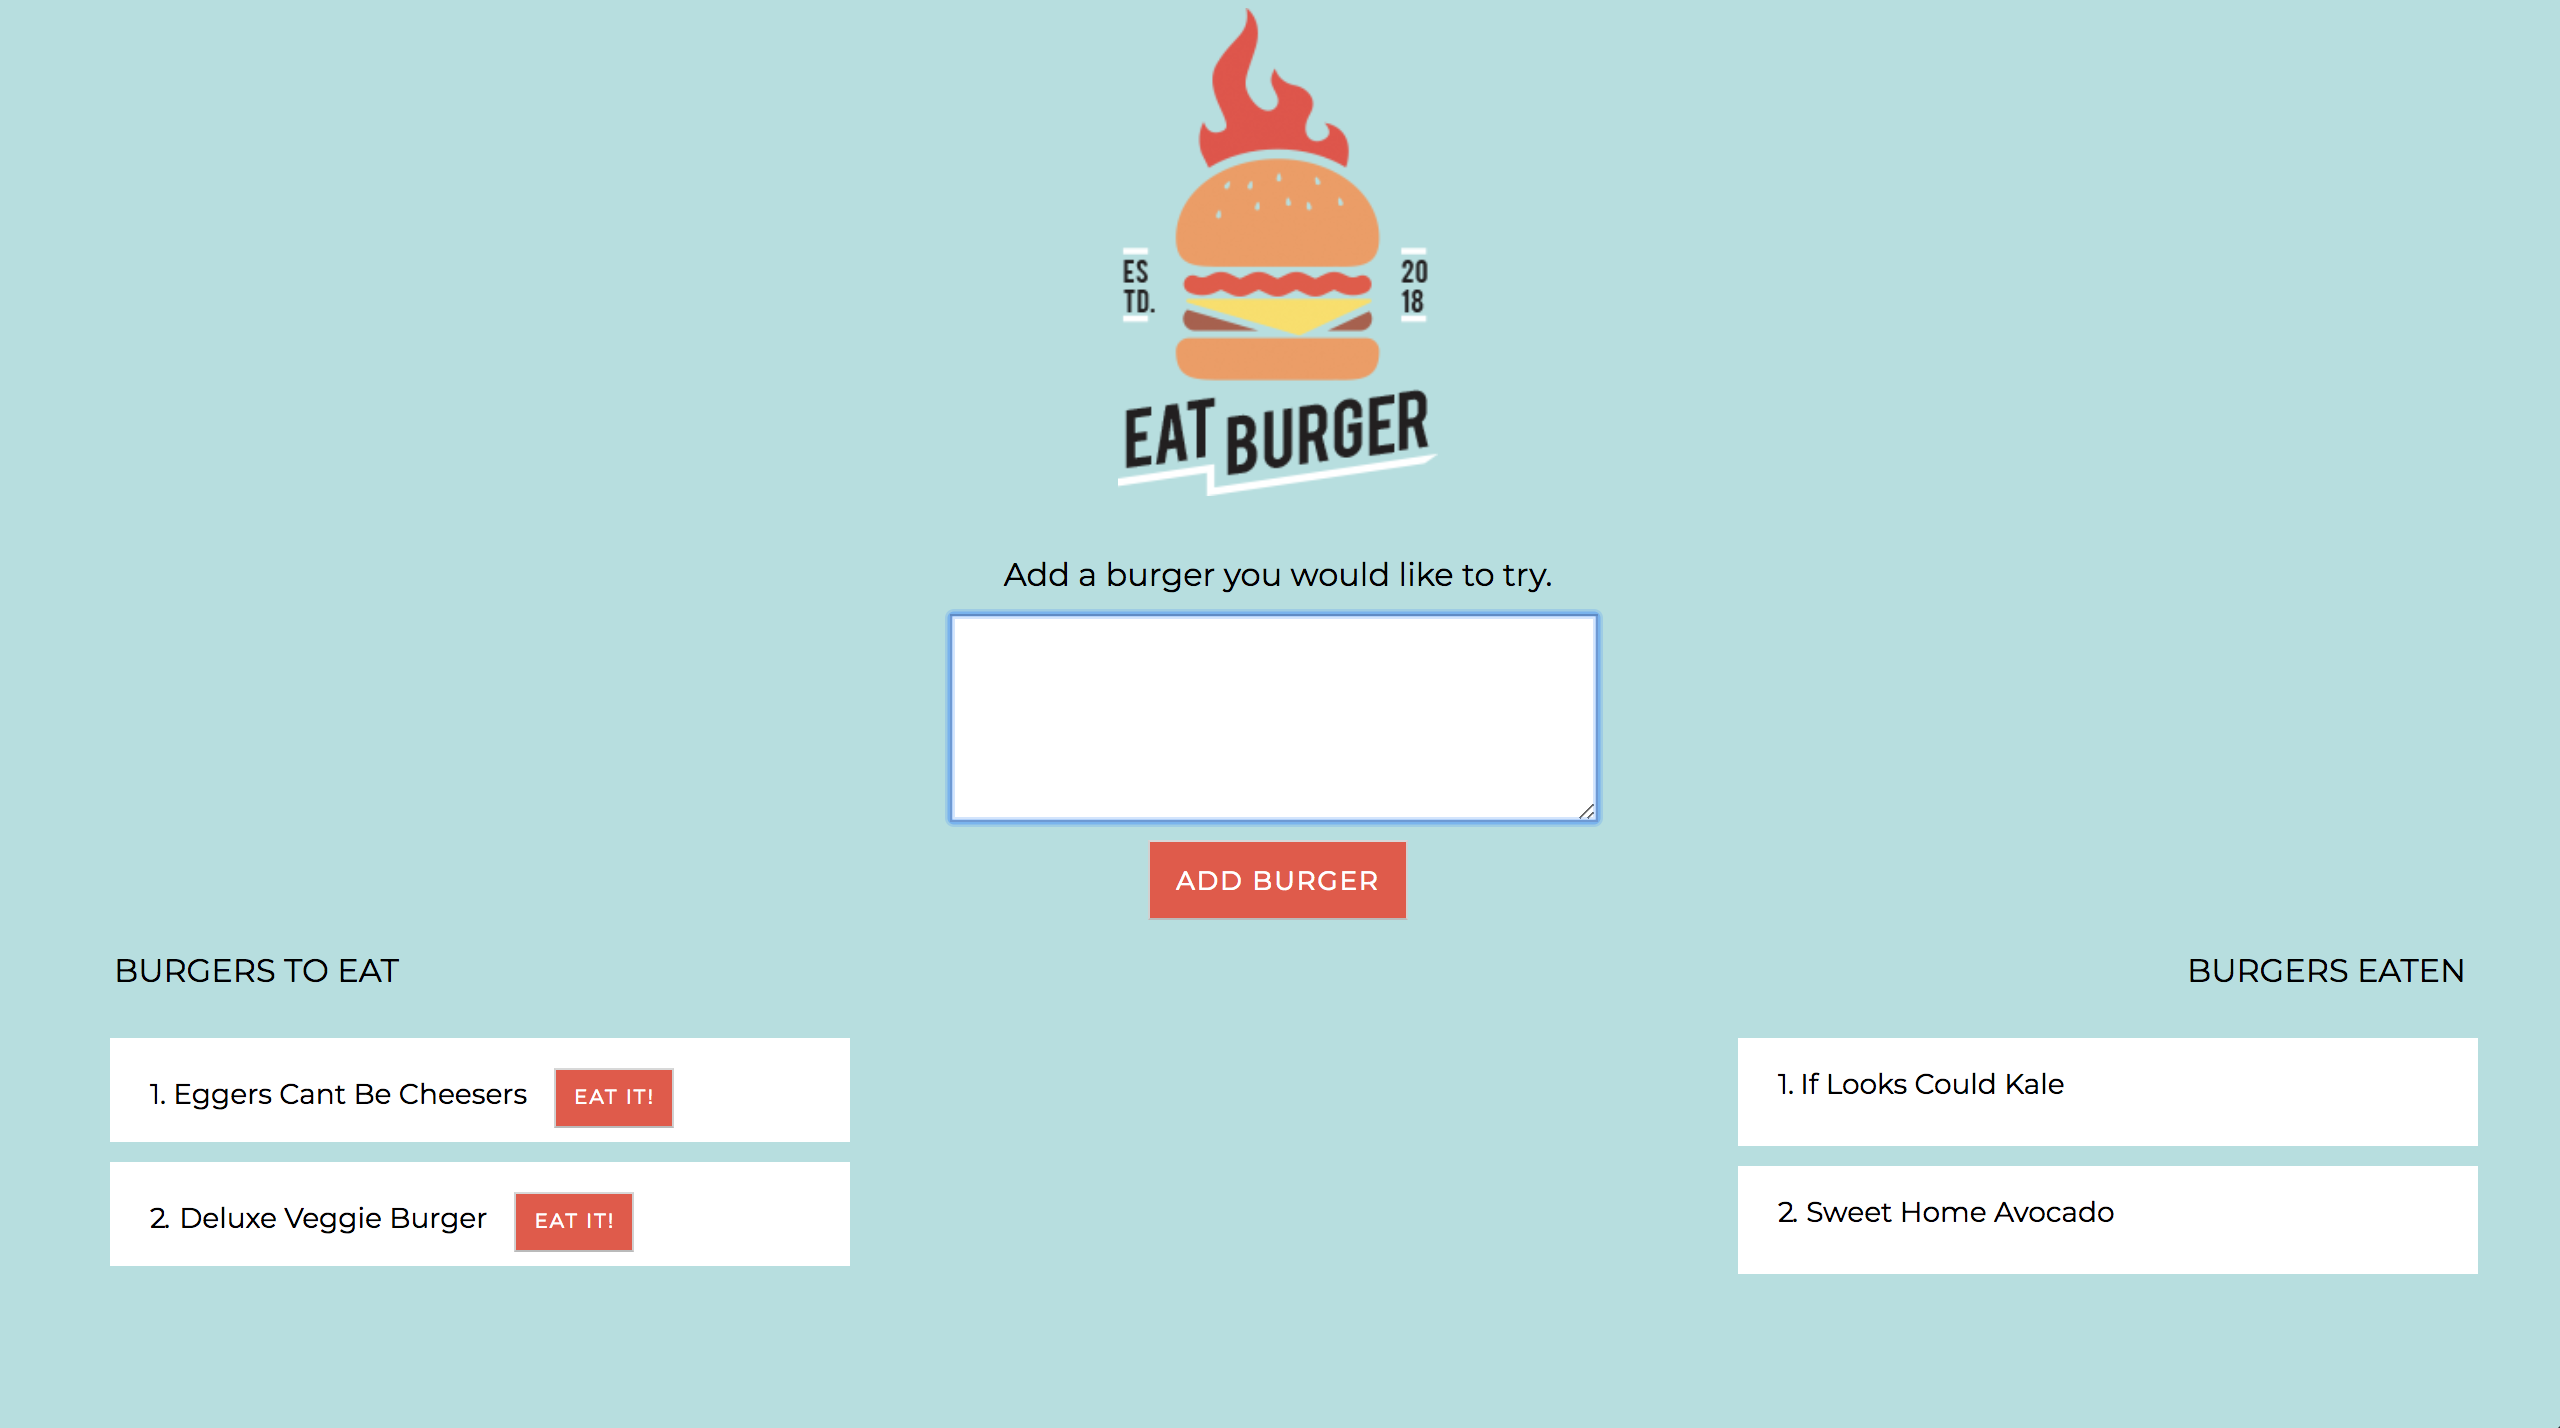 ES
TD.
20
18
EAT BURGER
Add a burger you would like to try.
ADD BURGER
BURGERS TO EAT
BURGERS EATEN
1. Eggers Cant Be Cheesers EAT IT!
2. Deluxe Veggie Burger EAT IT!
1. If Looks Could Kale
2. Sweet Home Avocado